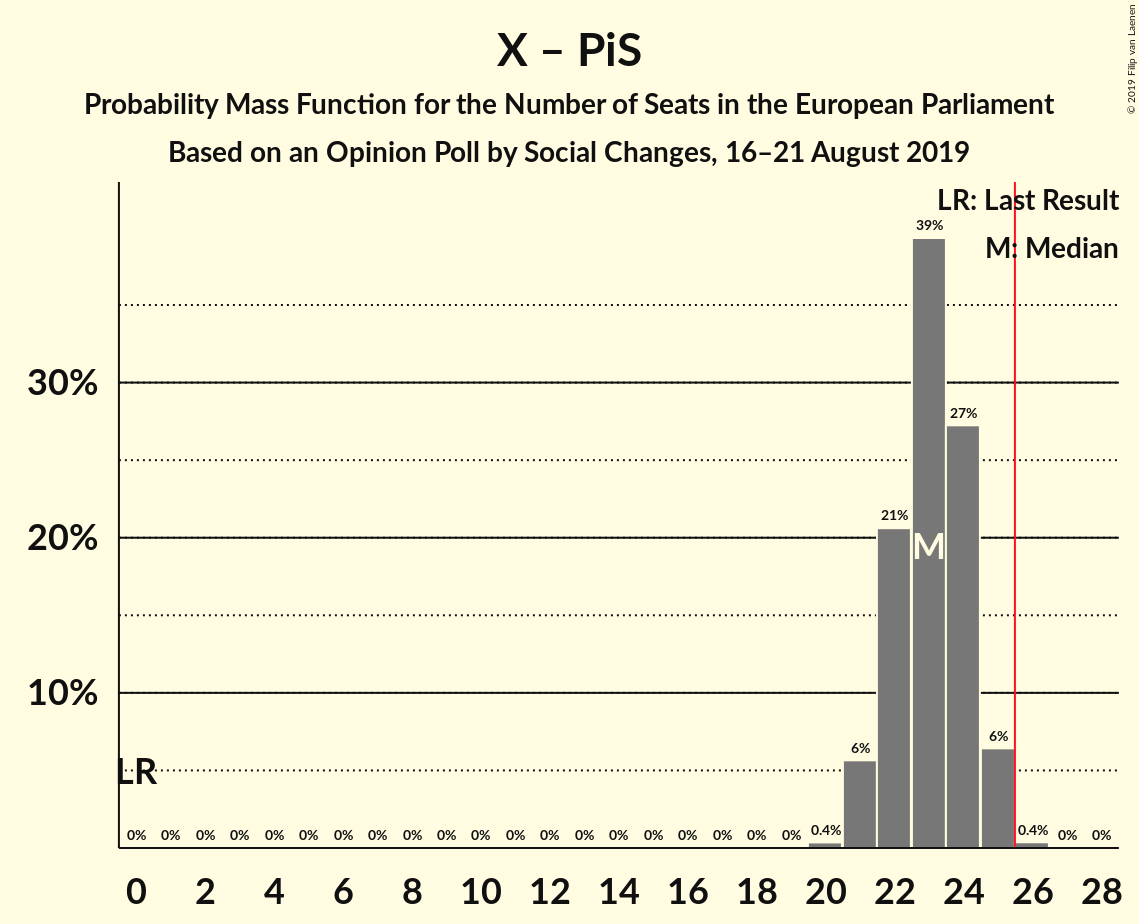 X – PiS
Probability Mass Function for the Number of Seats in the European Parliament
Based on an Opinion Poll by Social Changes, 16–21 August 2019
© 2019 Filip van Laenen
LR: Last Result
M: Median
39%
30%
27%
21%
20%
M
10%
6%
6%
LR
0% 0% 0% 0% 0% 0% 0% 0% 0% 0% 0% 0% 0% 0% 0% 0% 0% 0% 0% 0% 0.4% 0.4% 0% 0%
0 2 4 6 8 10 12 14 16 18 20 22 24 26 28